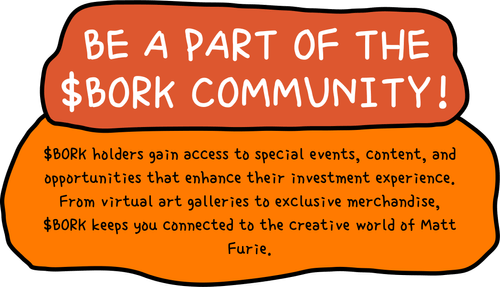 BE A PART OF THE
$BORK COMMUNITY!
$BORK holders gain access to special events, content, and
opportunities that enhance their investment experience.
From virtual art galleries to exclusive merchandise,
$BORK keeps you connected to the creative world of Matt
Furie.